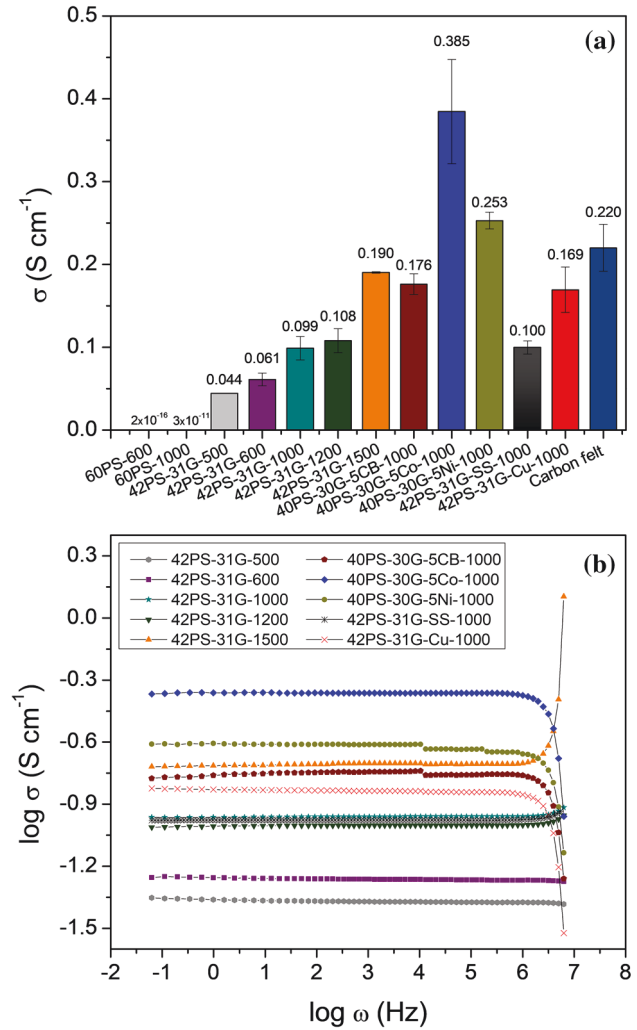 (a)
σ (S cm⁻¹)
0.5
0.4
0.3
0.2
0.1
0.0
2x10⁻¹⁶
3x10⁻¹¹
0.044
0.061
0.099
0.108
0.190
0.176
0.385
0.253
0.100
0.169
0.220
60PS-600
60PS-1000
42PS-31G-500
42PS-31G-600
42PS-31G-1000
42PS-31G-1200
42PS-31G-1500
40PS-30G-5CB-1000
40PS-30G-5Co-1000
40PS-30G-5Ni-1000
42PS-31G-SS-1000
42PS-31G-Cu-1000
Carbon felt
(b)
log σ (S cm⁻¹)
0.3
0.0
-0.3
-0.6
-0.9
-1.2
-1.5
42PS-31G-500
42PS-31G-600
42PS-31G-1000
42PS-31G-1200
42PS-31G-1500
40PS-30G-5CB-1000
40PS-30G-5Co-1000
40PS-30G-5Ni-1000
42PS-31G-SS-1000
42PS-31G-Cu-1000
-2 -1 0 1 2 3 4 5 6 7 8
log ω (Hz)